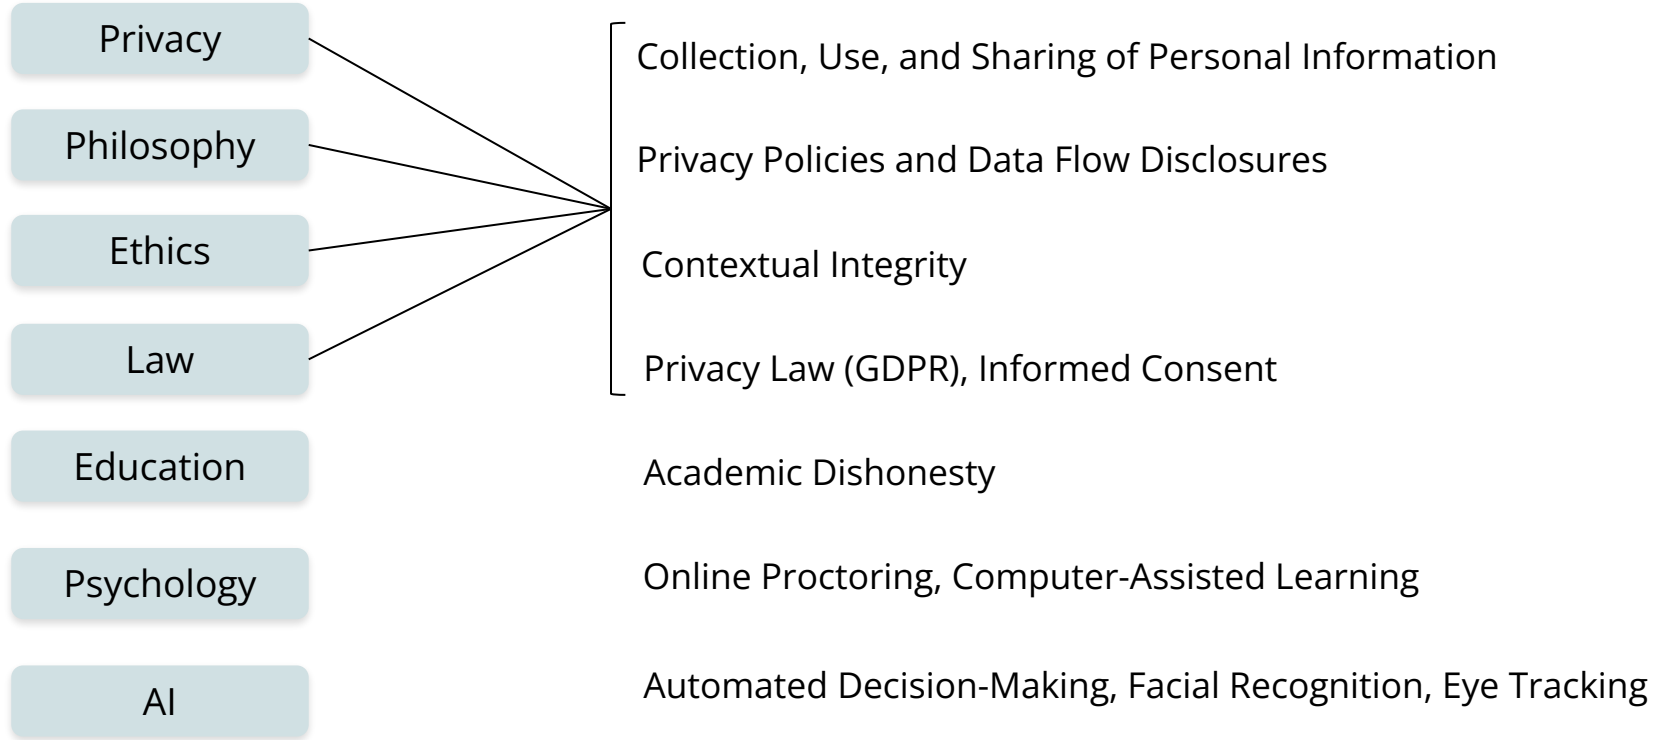 Privacy
Philosophy
Ethics
Law
Education
Psychology
AI
Collection, Use, and Sharing of Personal Information
Privacy Policies and Data Flow Disclosures
Contextual Integrity
Privacy Law (GDPR), Informed Consent
Academic Dishonesty
Online Proctoring, Computer-Assisted Learning
Automated Decision-Making, Facial Recognition, Eye Tracking